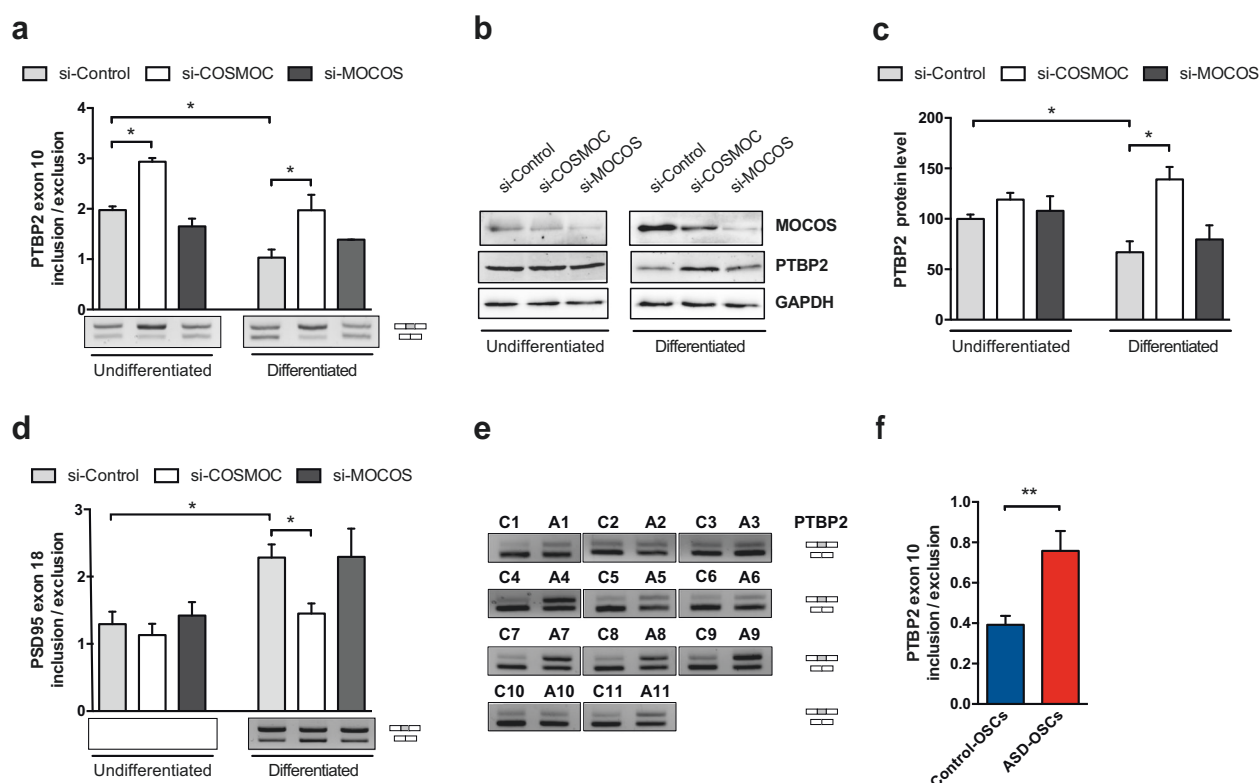 a
si-Control si-COSMOC si-MOCOS
PTBP2 exon 10
inclusion / exclusion
4
3
2
1
0
*
*
*
Undifferentiated Differentiated
b
si-Control si-COSMOC si-MOCOS si-Control si-COSMOC si-MOCOS
MOCOS
PTBP2
GAPDH
Undifferentiated Differentiated
c
si-Control si-COSMOC si-MOCOS
PTBP2 protein level
200
150
100
50
0
*
*
Undifferentiated Differentiated
d
si-Control si-COSMOC si-MOCOS
PSD95 exon 18
inclusion / exclusion
3
2
1
0
*
*
Undifferentiated Differentiated
e
C1 A1 C2 A2 C3 A3 PTBP2
C4 A4 C5 A5 C6 A6
C7 A7 C8 A8 C9 A9
C10 A10 C11 A11
f
PTBP2 exon 10
inclusion / exclusion
1.0
0.8
0.6
0.4
0.2
0.0
**
Control-OSCs
ASD-OSCs